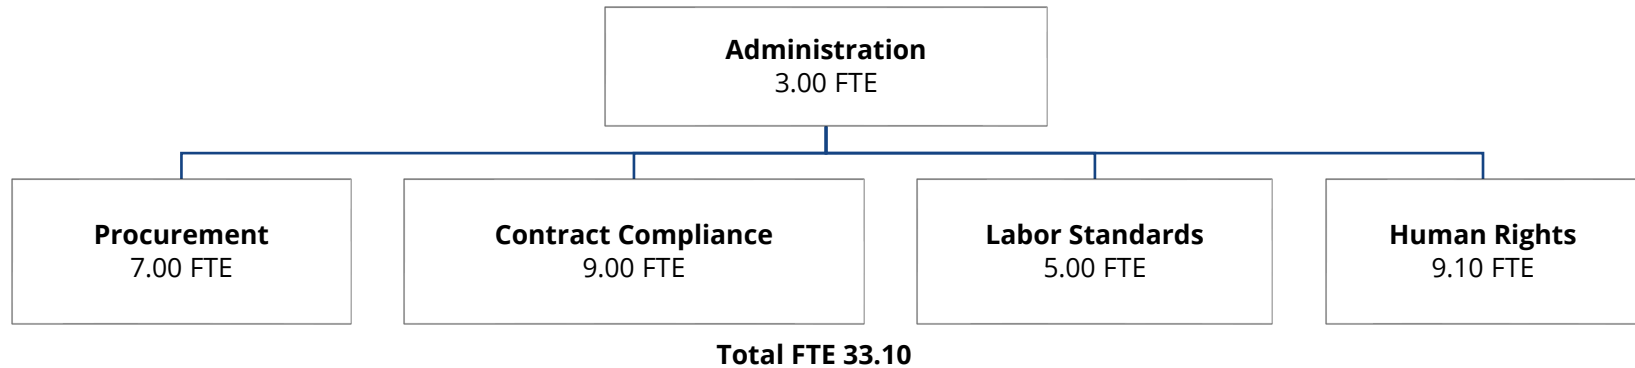 Administration
3.00 FTE
Procurement
7.00 FTE
Contract Compliance
9.00 FTE
Labor Standards
5.00 FTE
Human Rights
9.10 FTE
Total FTE 33.10